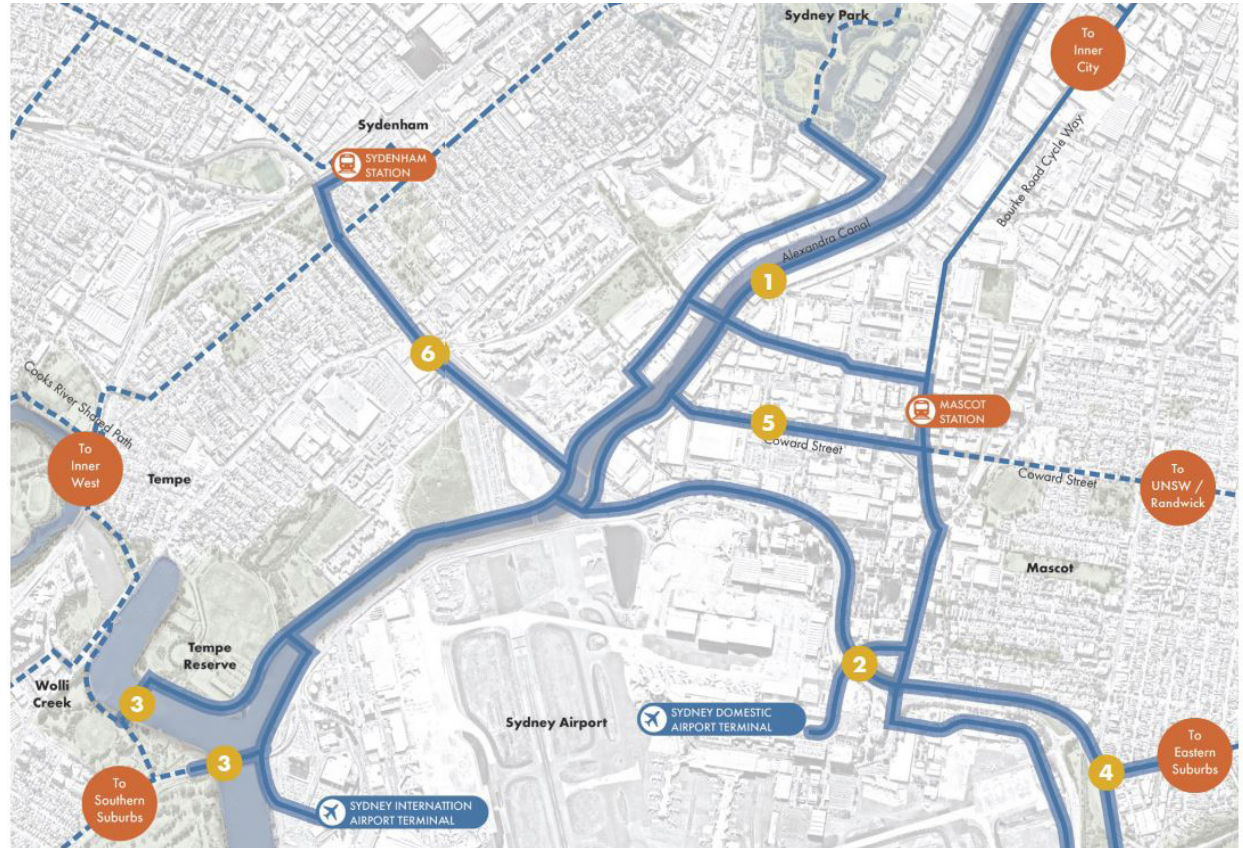 Sydney Park
To
Inner
City
Sydenham
SYDENHAM
STATION
Bourke Road Cycle Way
Alexandra Canal
1
6
Cooks River Shared Path
MASCOT
STATION
5
Coward Street
To
Inner
West
Tempe
Coward Street
To
UNSW /
Randwick
Mascot
Tempe
Reserve
2
Wolli
Creek
3
Sydney Airport
SYDNEY DOMESTIC
AIRPORT TERMINAL
To
Eastern
Suburbs
3
4
To
Southern
Suburbs
SYDNEY INTERNATTION
AIRPORT TERMINAL